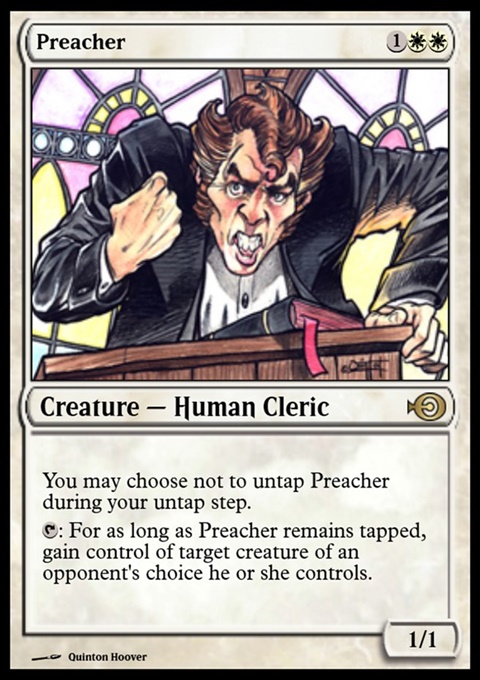 Preacher 1
Creature — Human Cleric
You may choose not to untap Preacher
during your untap step.
: For as long as Preacher remains tapped,
gain control of target creature of an
opponent's choice he or she controls.
1/1
Quinton Hoover